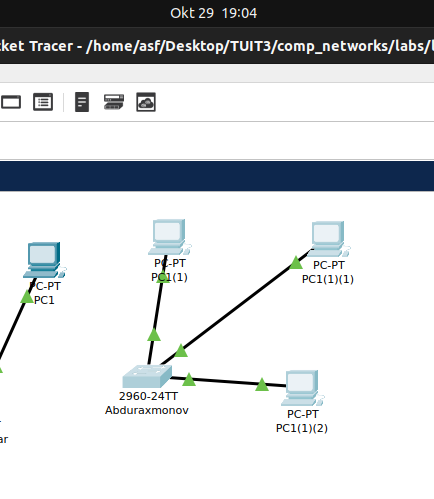 Okt 29 19:04
ket Tracer - /home/asf/Desktop/TUIT3/comp_networks/labs/l
PC-PT
PC1
PC-PT
PC1(1)
PC-PT
PC1(1)(1)
2960-24TT
Abduraxmonov
PC-PT
PC1(1)(2)
ar